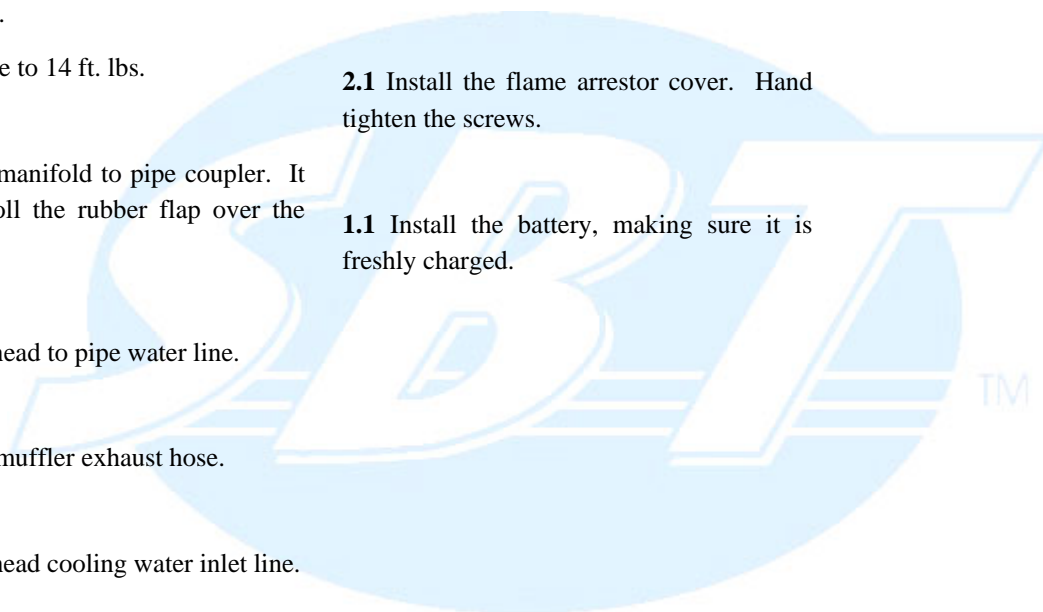 .
e to 14 ft. lbs.
manifold to pipe coupler. It
oll the rubber flap over the
head to pipe water line.
muffler exhaust hose.
head cooling water inlet line.
2.1 Install the flame arrestor cover. Hand
tighten the screws.
1.1 Install the battery, making sure it is
freshly charged.
SBT
TM